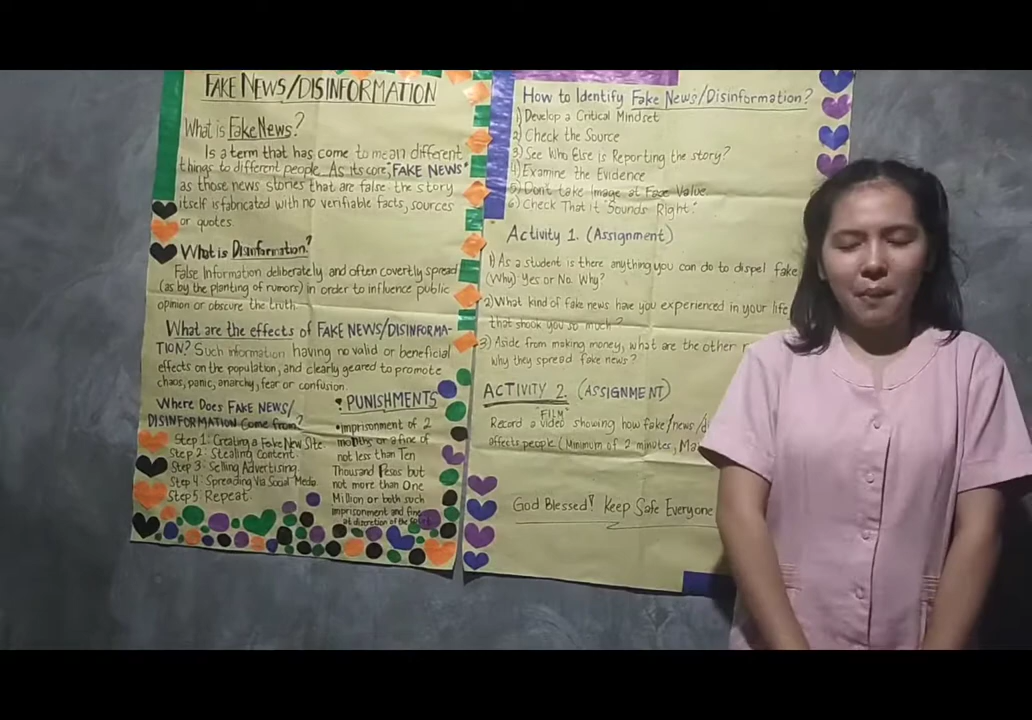 FAKE NEWS/DISINFORMATION
What is Fake News?
Is a term that has come to mean different
things to different people. As its core, "FAKE NEWS"
as those news stories that are false the story
itself is fabricated with no verifiable facts, sources
or quotes.
What is Disinformation?
False Information deliberately and often covertly spread
(as by the planting of rumors) in order to influence public
opinion or obscure the truth.
What are the effects of FAKE NEWS/DISINFORMA-
TION? Such information having no valid or beneficial
effects on the population, and clearly geared to promote
chaos, panic, anarchy, fear or confusion.
Where Does FAKE NEWS/
DISINFORMATION Come from?
Step 1: Creating a Fake New Site.
Step 2: Stealing Content.
Step 3: Selling Advertising.
Step 4: Spreading Via Social Media.
Step 5: Repeat.
PUNISHMENTS
imprisonment of 2
months or a fine of
not less than Ten
Thousand Pesos but
not more than One
Million or both such
imprisonment and fine
at discretion of the
How to Identify Fake News/Disinformation?
1) Develop a Critical Mindset
2) Check the Source
3) See Who Else is Reporting the story?
4) Examine the Evidence
5) Don't take Image at Face Value
6) Check That it "Sounds Right".
Activity 1. (Assignment)
1) As a student is there anything you can do to dispel fake
(Why) Yes or No. Why?
2) What kind of fake news have you experienced in your life
that shook you so much?
3) Aside from making money, what are the other
why they spread fake news?
ACTIVITY 2. (ASSIGNMENT)
"FILM"
Record a video showing how fake/news/
affects people (Minimum of 2 minutes,
God Blessed! Keep Safe Everyone